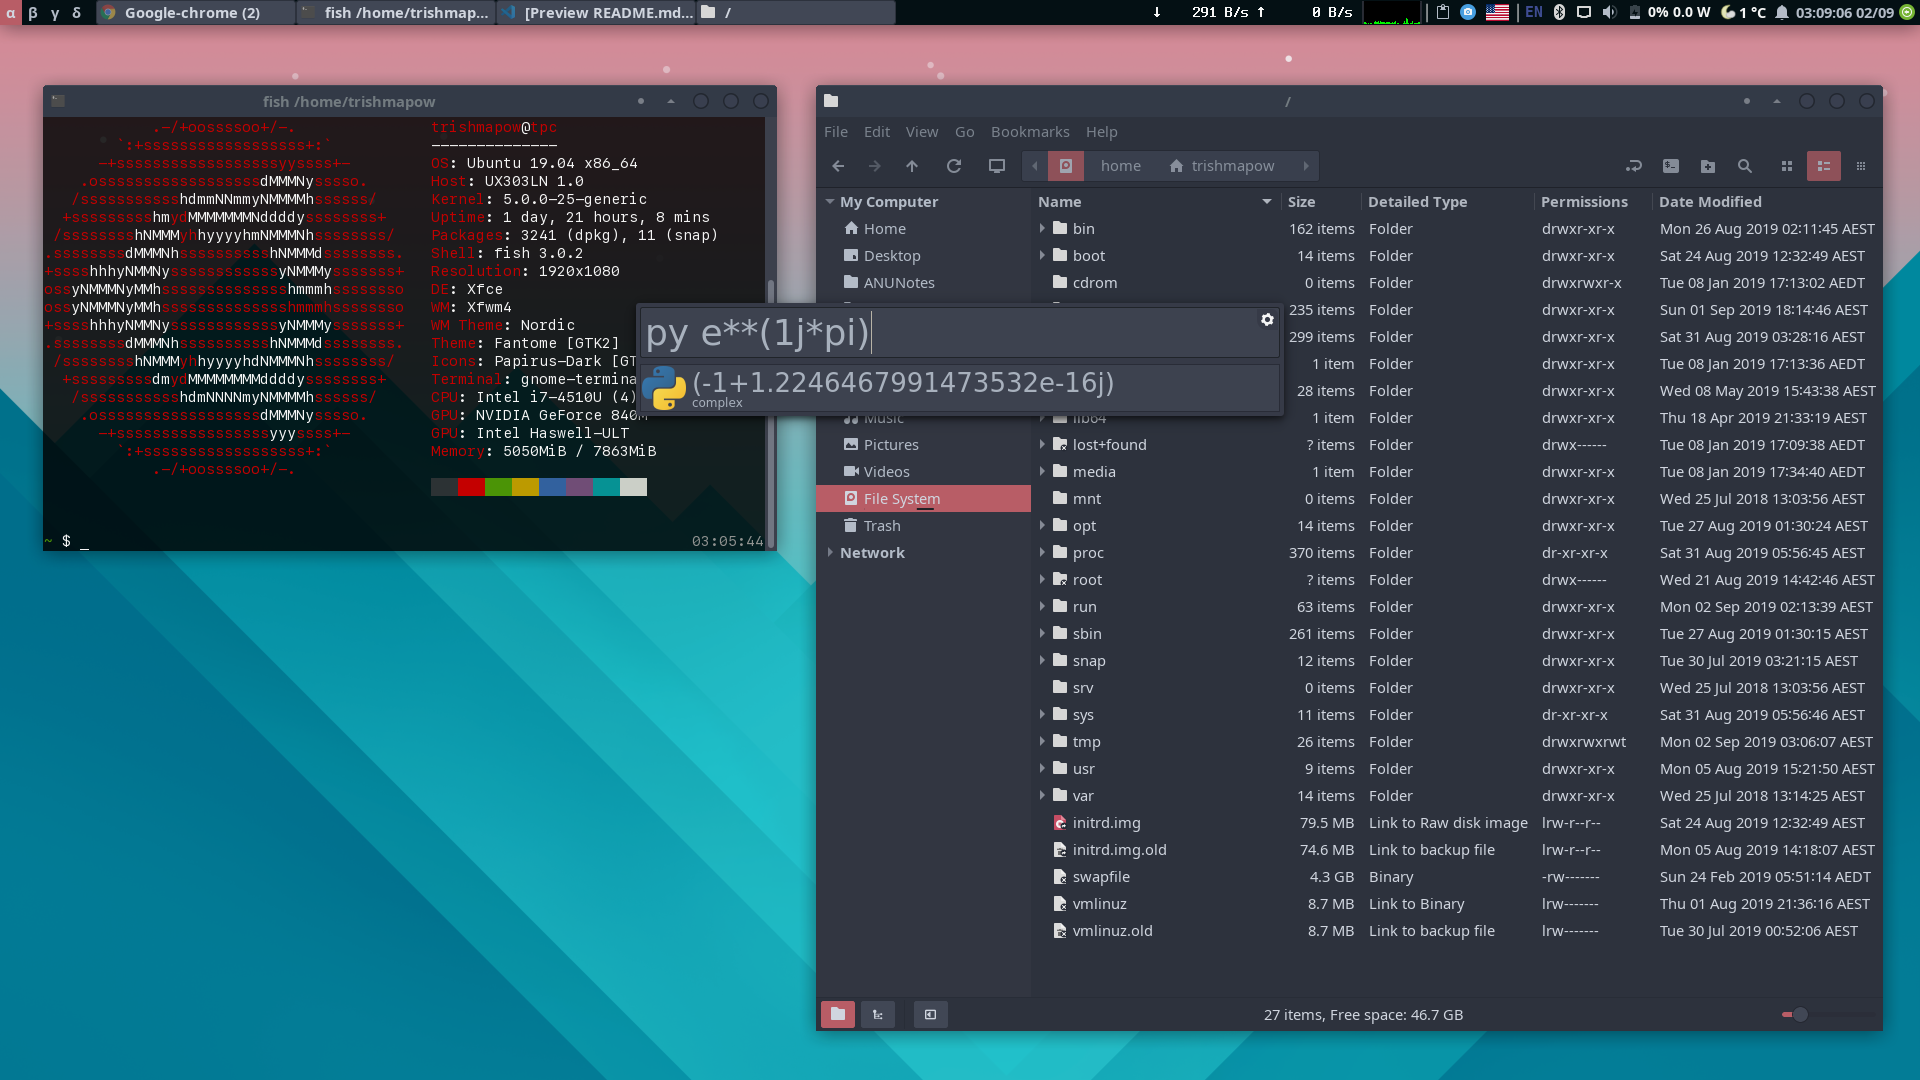 α β γ δ Google-chrome (2) fish /home/trishmap... [Preview README.md... / ↓ 291 B/s ↑ 0 B/s EN 0% 0.0 W 1 °C 03:09:06 02/09
fish /home/trishmapow
.-/+oossssoo+/-. trishmapow@tpc
`:+ssssssssssssssssss+:` --------------
-+ssssssssssssssssssyyssss+- OS: Ubuntu 19.04 x86_64
.ossssssssssssssssssdMMMNysssso. Host: UX303LN 1.0
/ssssssssssshdmmNNmmyNMMMMhssssss/ Kernel: 5.0.0-25-generic
+ssssssssshmydMMMMMMMNddddyssssssss+ Uptime: 1 day, 21 hours, 8 mins
/sssssssshNMMMyhhyyyyhmNMMMNhssssssss/ Packages: 3241 (dpkg), 11 (snap)
.ssssssssdMMMNhsssssssssshNMMMdssssssss. Shell: fish 3.0.2
+sssshhhyNMMNyssssssssssssyNMMMysssssss+ Resolution: 1920x1080
ossyNMMMNyMMhsssssssssssssshmmmhssssssso DE: Xfce
ossyNMMMNyMMhsssssssssssssshmmmhssssssso WM: Xfwm4
+sssshhhyNMMNyssssssssssssyNMMMysssssss+ WM Theme: Nordic
.ssssssssdMMMNhsssssssssshNMMMdssssssss. Theme: Fantome [GTK2]
/sssssssshNMMMyhhyyyyhdNMMMNhssssssss/ Icons: Papirus-Dark [GT
+sssssssssdmydMMMMMMMMddddyssssssss+ Terminal: gnome-termina
/ssssssssssshdmNNNNmyNMMMMhssssss/ CPU: Intel i7-4510U (4)
.ossssssssssssssssssdMMMNysssso. GPU: NVIDIA GeForce 840M
-+sssssssssssssssssyyyssss+- GPU: Intel Haswell-ULT
`:+ssssssssssssssssss+:` Memory: 5050MiB / 7863MiB
.-/+oossssoo+/-.
~ $ _ 03:05:44
py e**(1j*pi)
(-1+1.2246467991473532e-16j)
complex
/
File Edit View Go Bookmarks Help
home trishmapow
My Computer
Home
Desktop
ANUNotes
Music
Pictures
Videos
File System
Trash
Network
Name Size Detailed Type Permissions Date Modified
bin 162 items Folder drwxr-xr-x Mon 26 Aug 2019 02:11:45 AEST
boot 14 items Folder drwxr-xr-x Sat 24 Aug 2019 12:32:49 AEST
cdrom 0 items Folder drwxrwxr-x Tue 08 Jan 2019 17:13:02 AEDT
235 items Folder drwxr-xr-x Sun 01 Sep 2019 18:14:46 AEST
299 items Folder drwxr-xr-x Sat 31 Aug 2019 03:28:16 AEST
1 item Folder drwxr-xr-x Tue 08 Jan 2019 17:13:36 AEDT
28 items Folder drwxr-xr-x Wed 08 May 2019 15:43:38 AEST
lib64 1 item Folder drwxr-xr-x Thu 18 Apr 2019 21:33:19 AEST
lost+found ? items Folder drwx------ Tue 08 Jan 2019 17:09:38 AEDT
media 1 item Folder drwxr-xr-x Tue 08 Jan 2019 17:34:40 AEDT
mnt 0 items Folder drwxr-xr-x Wed 25 Jul 2018 13:03:56 AEST
opt 14 items Folder drwxr-xr-x Tue 27 Aug 2019 01:30:24 AEST
proc 370 items Folder dr-xr-xr-x Sat 31 Aug 2019 05:56:45 AEST
root ? items Folder drwx------ Wed 21 Aug 2019 14:42:46 AEST
run 63 items Folder drwxr-xr-x Mon 02 Sep 2019 02:13:39 AEST
sbin 261 items Folder drwxr-xr-x Tue 27 Aug 2019 01:30:15 AEST
snap 12 items Folder drwxr-xr-x Tue 30 Jul 2019 03:21:15 AEST
srv 0 items Folder drwxr-xr-x Wed 25 Jul 2018 13:03:56 AEST
sys 11 items Folder dr-xr-xr-x Sat 31 Aug 2019 05:56:46 AEST
tmp 26 items Folder drwxrwxrwt Mon 02 Sep 2019 03:06:07 AEST
usr 9 items Folder drwxr-xr-x Mon 05 Aug 2019 15:21:50 AEST
var 14 items Folder drwxr-xr-x Wed 25 Jul 2018 13:14:25 AEST
initrd.img 79.5 MB Link to Raw disk image lrw-r--r-- Sat 24 Aug 2019 12:32:49 AEST
initrd.img.old 74.6 MB Link to backup file lrw-r--r-- Mon 05 Aug 2019 14:18:07 AEST
swapfile 4.3 GB Binary -rw------- Sun 24 Feb 2019 05:51:14 AEDT
vmlinuz 8.7 MB Link to Binary lrw------- Thu 01 Aug 2019 21:36:16 AEST
vmlinuz.old 8.7 MB Link to backup file lrw------- Tue 30 Jul 2019 00:52:06 AEST
27 items, Free space: 46.7 GB